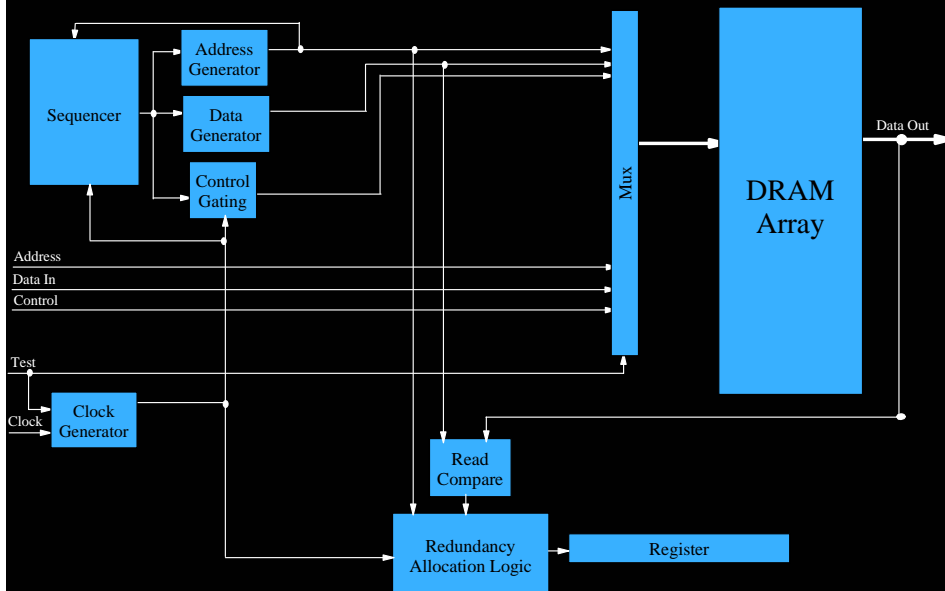 Sequencer
Address
Generator
Data
Generator
Control
Gating
Mux
DRAM
Array
Data Out
Address
Data In
Control
Test
Clock
Clock
Generator
Read
Compare
Redundancy
Allocation Logic
Register